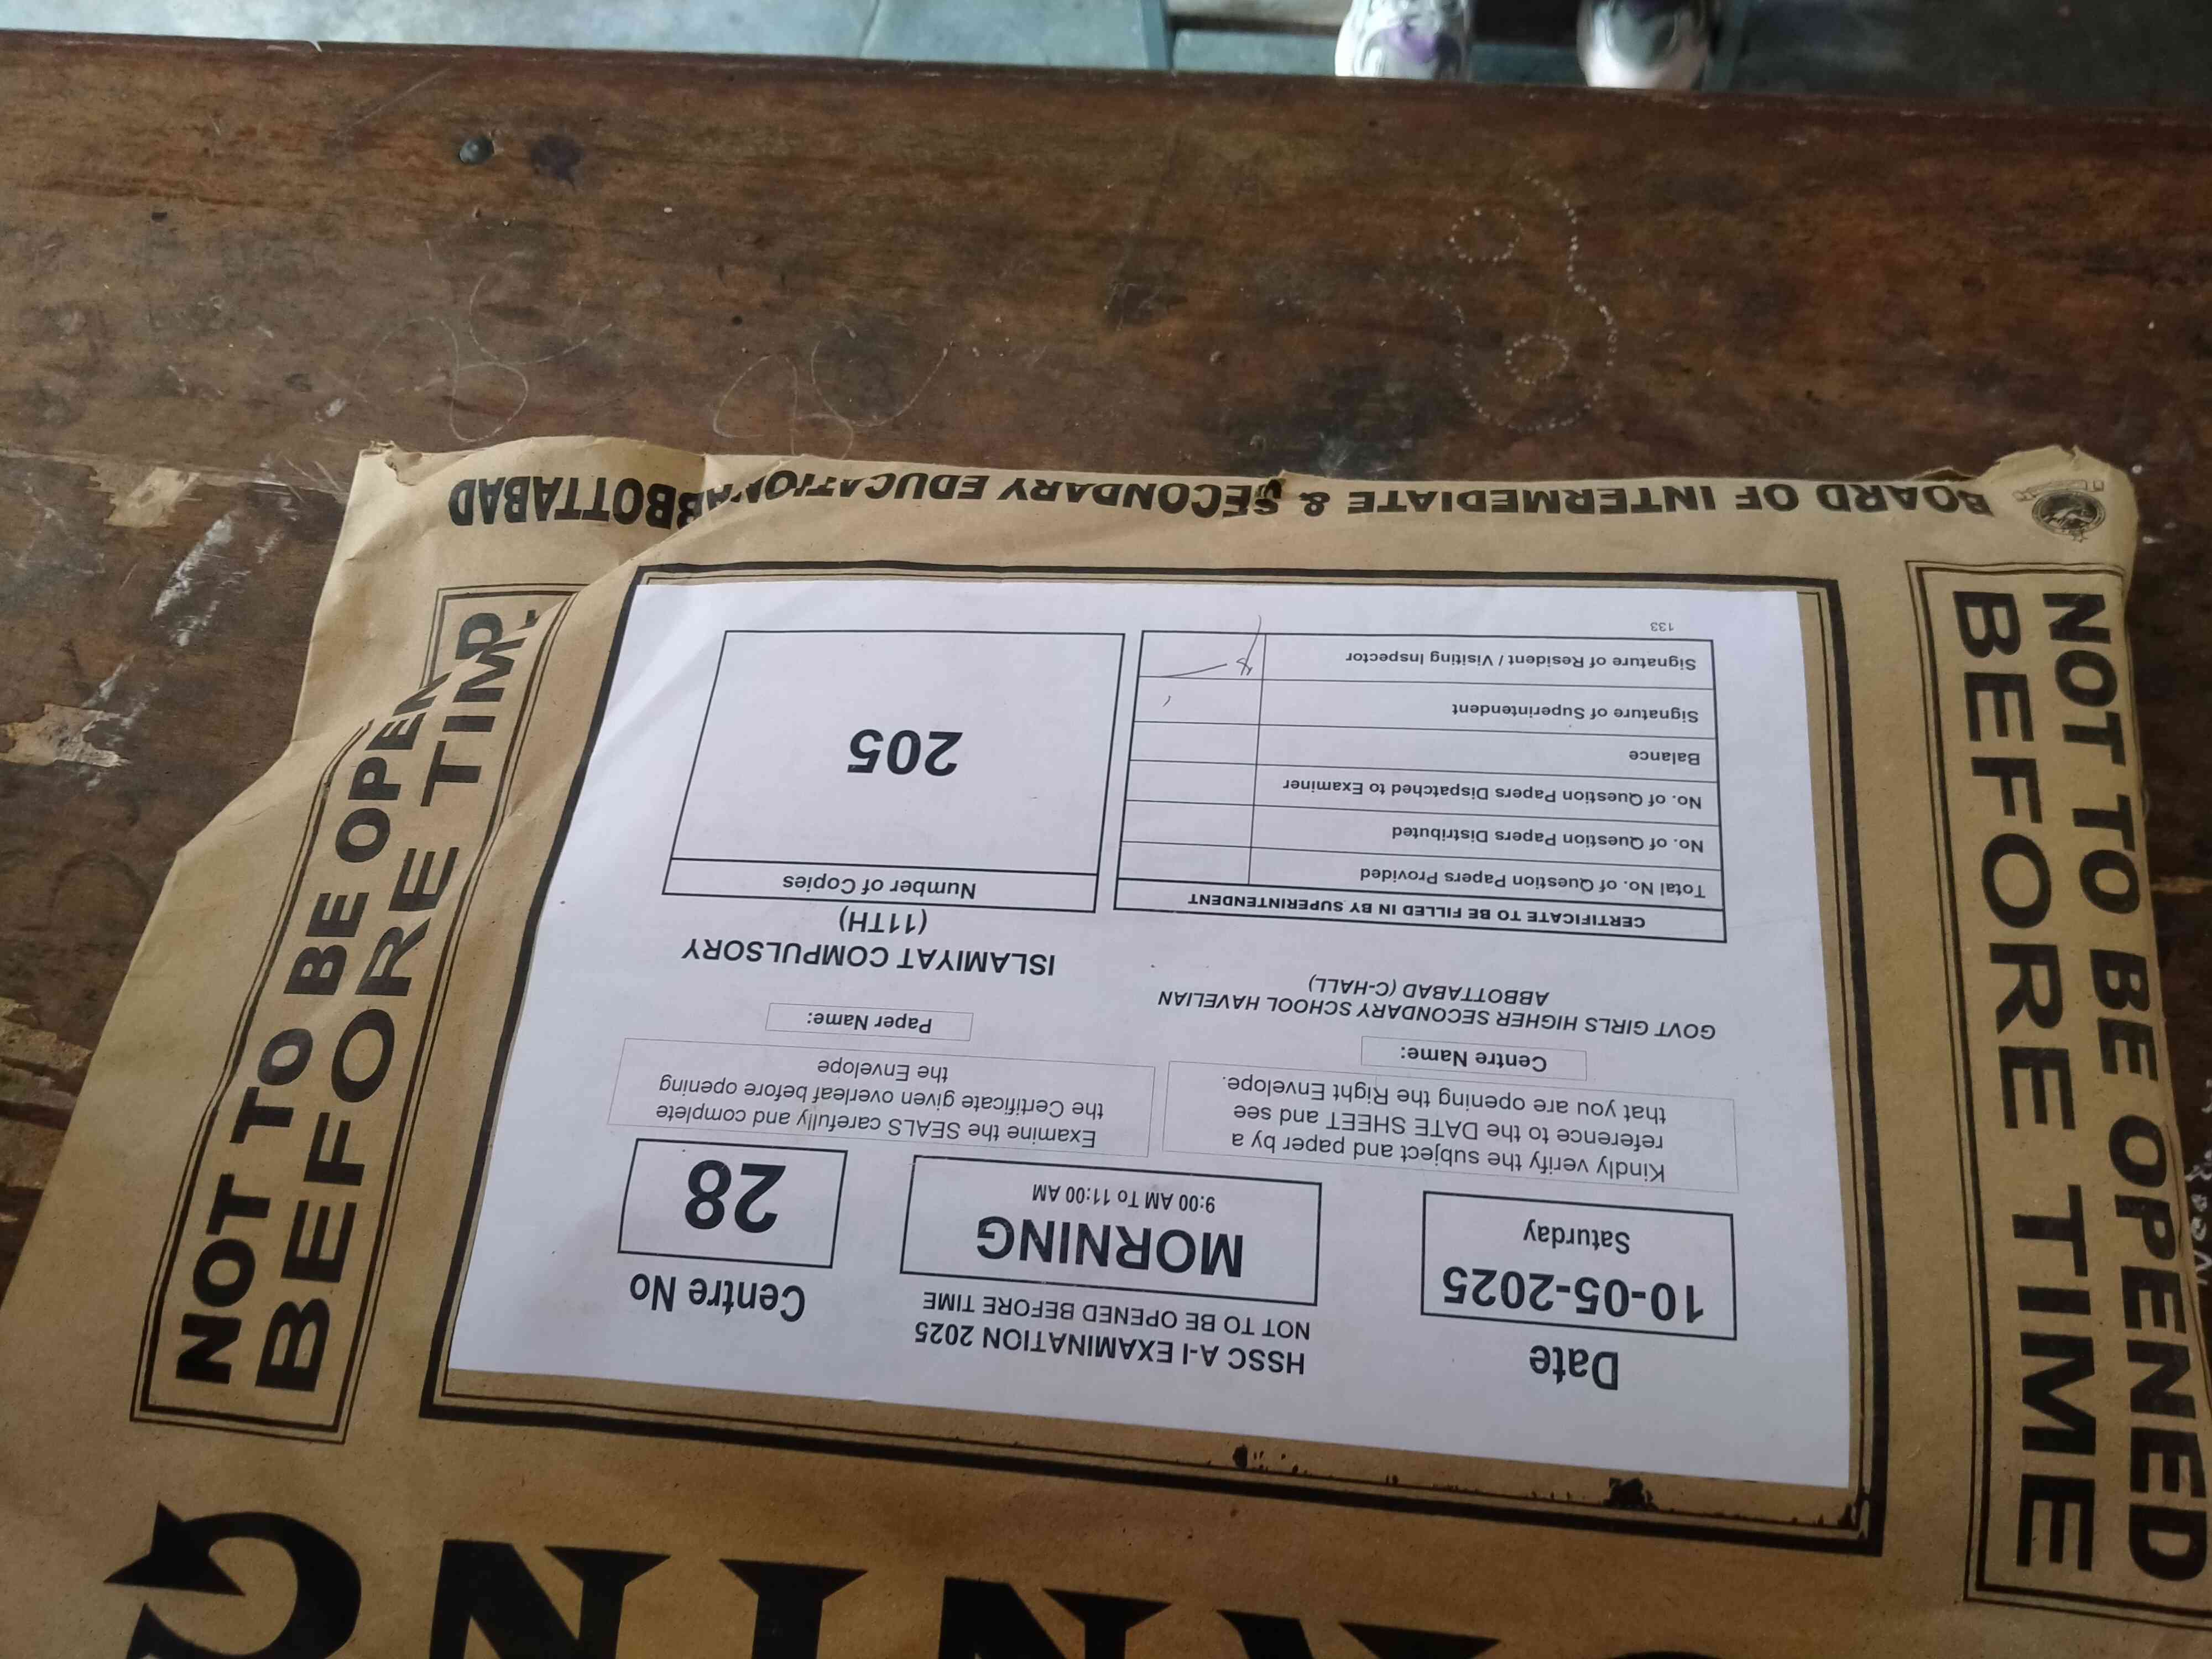 BOARD OF INTERMEDIATE & SECONDARY EDUCATION ABBOTTABAD
133
Signature of Resident / Visiting Inspector
Signature of Superintendent
Balance
No. of Question Papers Dispatched to Examiner
No. of Question Papers Distributed
Total No. of Question Papers Provided
CERTIFICATE TO BE FILLED IN BY SUPERINTENDENT
205
Number of Copies
ISLAMIYAT COMPULSORY
(11TH)
Paper Name:
GOVT GIRLS HIGHER SECONDARY SCHOOL HAVELIAN
ABBOTTABAD (C-HALL)
Centre Name:
Kindly verify the subject and paper by a
reference to the DATE SHEET and see
that you are opening the Right Envelope.
Examine the SEALS carefully and complete
the Certificate given overleaf before opening
the Envelope
Date
10-05-2025
Saturday
HSSC A-I EXAMINATION 2025
NOT TO BE OPENED BEFORE TIME
MORNING
9:00 AM To 11:00 AM
Centre No
28
NOT TO BE OPENED
BEFORE TIME
NOT TO BE OPEN
BEFORE TIM